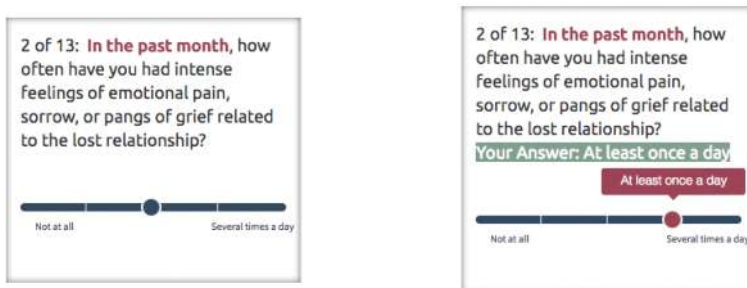 2 of 13: In the past month, how
often have you had intense
feelings of emotional pain,
sorrow, or pangs of grief related
to the lost relationship?
Not at all
Several times a day
2 of 13: In the past month, how
often have you had intense
feelings of emotional pain,
sorrow, or pangs of grief related
to the lost relationship?
Your Answer: At least once a day
At least once a day
Not at all
Several times a day